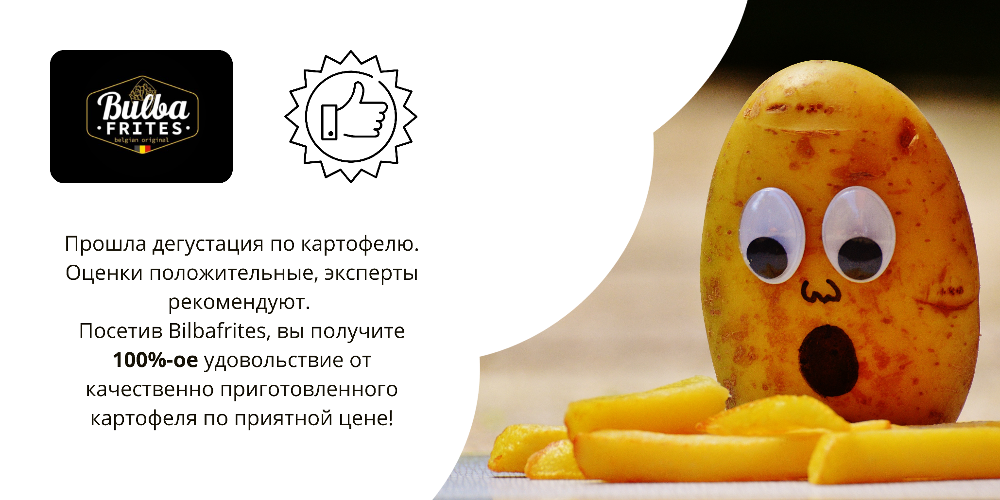 Bulba
• FRITES •
belgian original
Прошла дегустация по картофелю.
Оценки положительные, эксперты
рекомендуют.
Посетив Bilbafrites, вы получите
100%-ое удовольствие от
качественно приготовленного
картофеля по приятной цене!